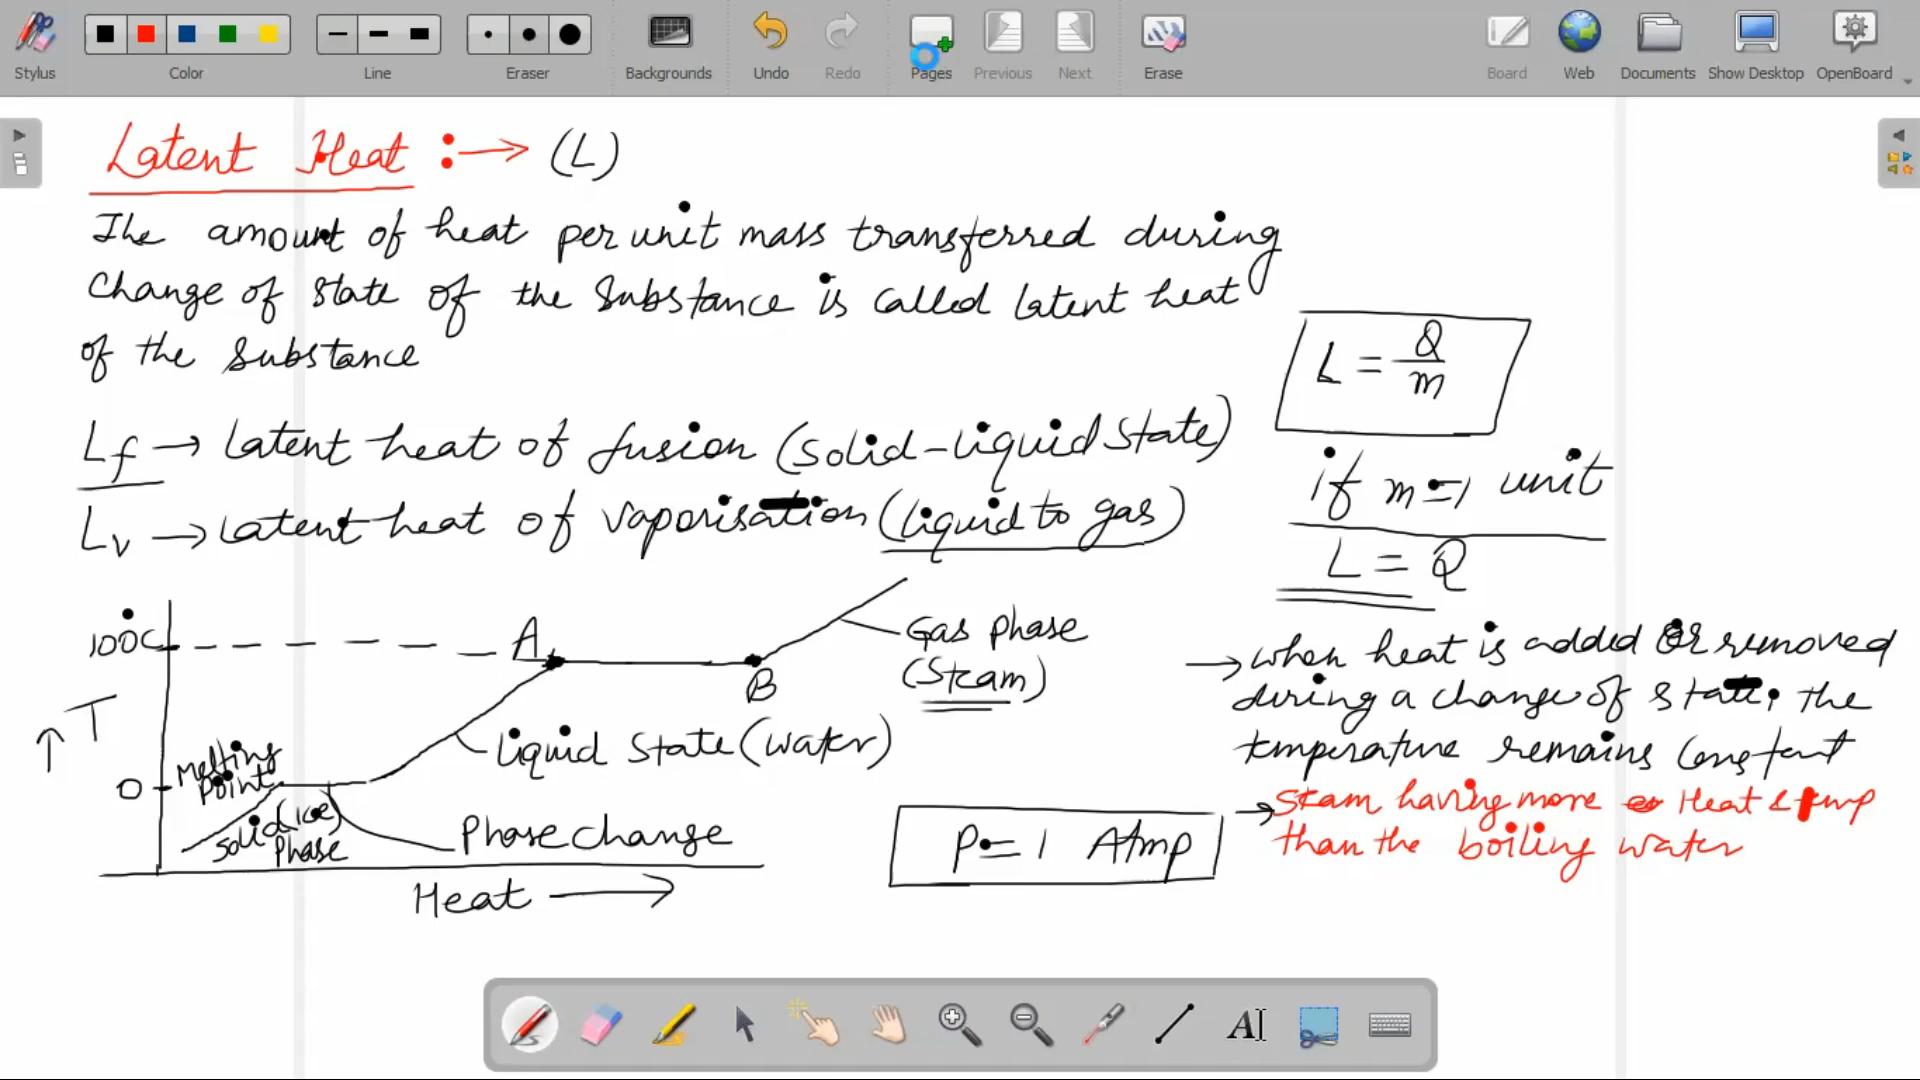 Stylus
Color
Line
Eraser
Backgrounds
Undo
Redo
Pages
Previous
Next
Erase
Board
Web
Documents
Show Desktop
OpenBoard
Latent Heat :→ (L)
The amount of heat per unit mass transferred during
Change of state of the substance is called latent heat
of the substance
L = Q/m
Lf → Latent heat of fusion (solid-liquid state)
if m=1 unit
Lv → Latent heat of vaporisation (liquid to gas)
L = Q
100°C
A
B
Gas Phase
(Steam)
↑ T
Liquid State (water)
Melting
Point
0
Solid (ice)
Phase
Phase change
Heat →
P = 1 Atmp
→ when heat is added or removed
during a change of state, the
temperature remains constant
→ Steam having more Heat & temp
than the boiling water
A